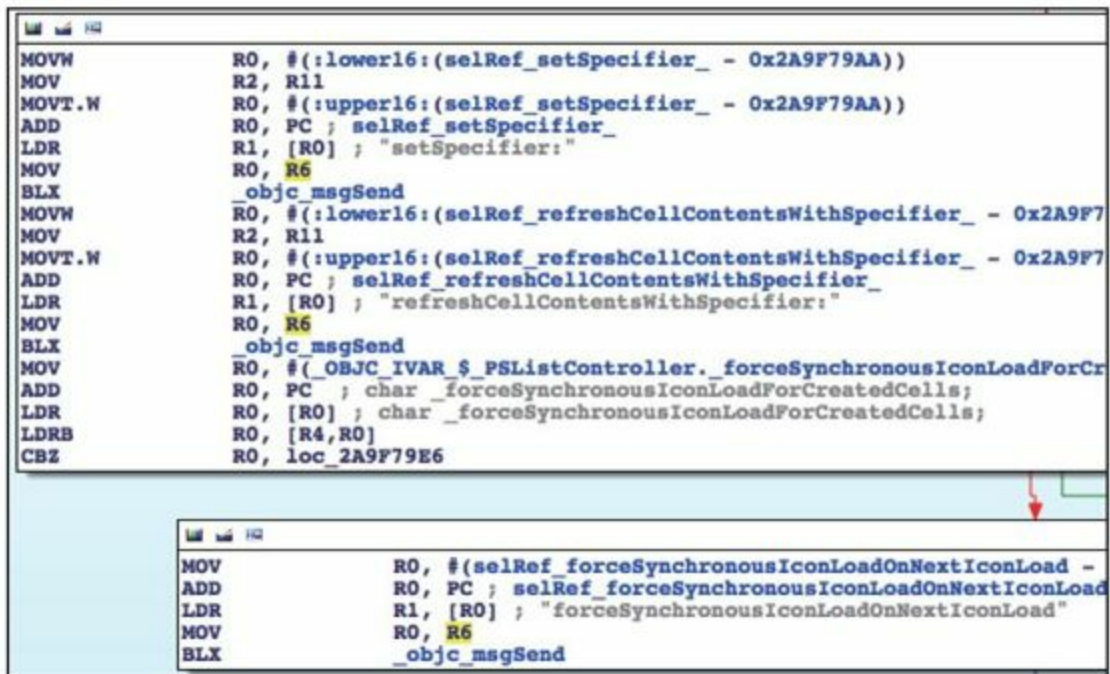 MOVW R0, #(:lower16:(selRef_setSpecifier_ - 0x2A9F79AA))
MOV R2, R11
MOVT.W R0, #(:upper16:(selRef_setSpecifier_ - 0x2A9F79AA))
ADD R0, PC ; selRef_setSpecifier_
LDR R1, [R0] ; "setSpecifier:"
MOV R0, R6
BLX _objc_msgSend
MOVW R0, #(:lower16:(selRef_refreshCellContentsWithSpecifier_ - 0x2A9F7
MOV R2, R11
MOVT.W R0, #(:upper16:(selRef_refreshCellContentsWithSpecifier_ - 0x2A9F7
ADD R0, PC ; selRef_refreshCellContentsWithSpecifier_
LDR R1, [R0] ; "refreshCellContentsWithSpecifier:"
MOV R0, R6
BLX _objc_msgSend
MOV R0, #(_OBJC_IVAR_$_PSListController._forceSynchronousIconLoadForCr
ADD R0, PC ; char _forceSynchronousIconLoadForCreatedCells;
LDR R0, [R0] ; char _forceSynchronousIconLoadForCreatedCells;
LDRB R0, [R4,R0]
CBZ R0, loc_2A9F79E6
MOV R0, #(selRef_forceSynchronousIconLoadOnNextIconLoad -
ADD R0, PC ; selRef_forceSynchronousIconLoadOnNextIconLoad
LDR R1, [R0] ; "forceSynchronousIconLoadOnNextIconLoad"
MOV R0, R6
BLX _objc_msgSend